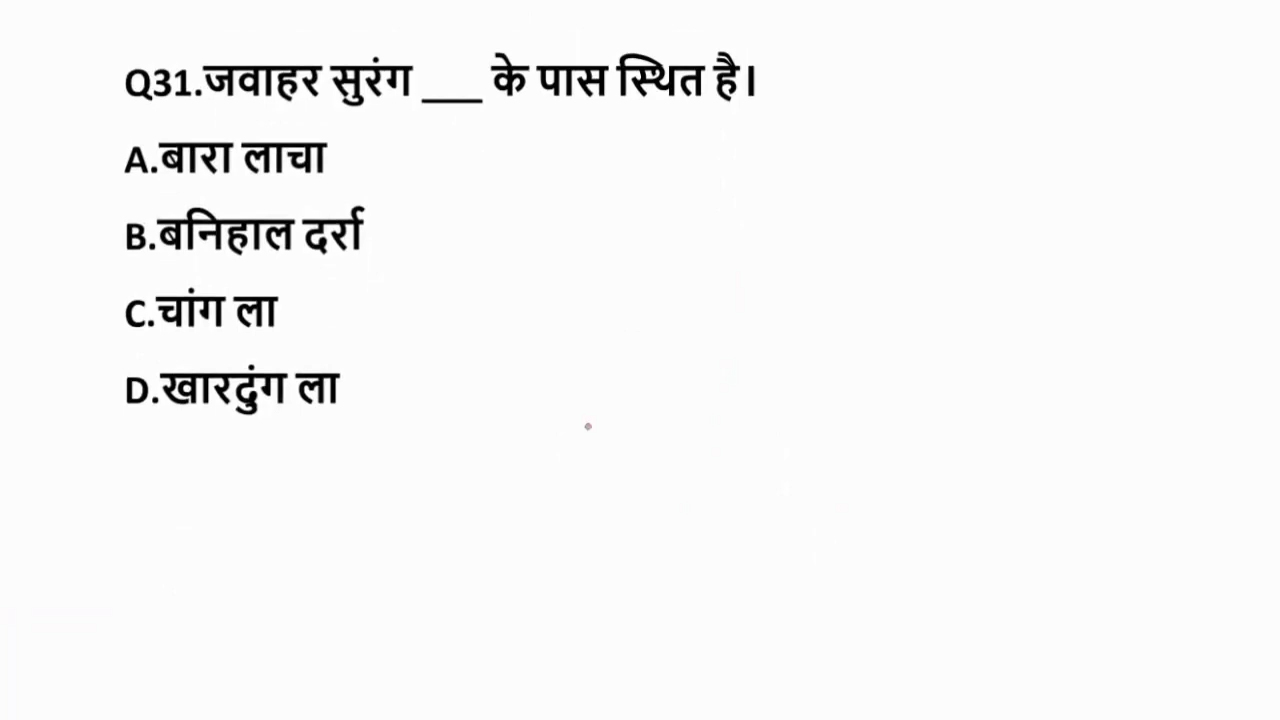 Q31.जवाहर सुरंग ___ के पास स्थित है।
A.बारा लाचा
B.बनिहाल दर्रा
C.चांग ला
D.खारदुंग ला